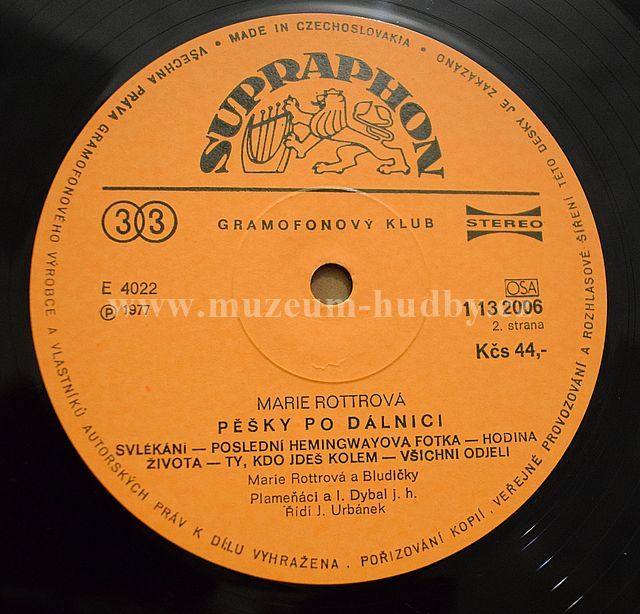 VŠECHNA PRÁVA GRAMOFONOVÉHO VÝROBCE A VLASTNÍKŮ AUTORSKÝCH PRÁV K DÍLU VYHRAŽENA . POŘIZOVÁNÍ KOPIÍ . VEŘEJNÉ PROVOZOVÁNÍ A ROZHLASOVÉ ŠÍŘENÍ TÉTO DESKY JE ZAKÁZÁNO
• MADE IN CZECHOSLOVAKIA •
SUPRAPHON
33 GRAMOFONOVÝ KLUB STEREO
E 4022 OSA
℗ 1977 1 13 2006
www.muzeum-hudby
2. strana
Kčs 44,-
MARIE ROTTROVÁ
PĚŠKY PO DÁLNICI
SVLÉKÁNÍ — POSLEDNÍ HEMINGWAYOVA FOTKA — HODINA
ŽIVOTA — TY, KDO JDEŠ KOLEM — VŠICHNI ODJELI
Marie Rottrová a Bludičky
Plameňáci a I. Dybal j. h.
Řídí J. Urbánek